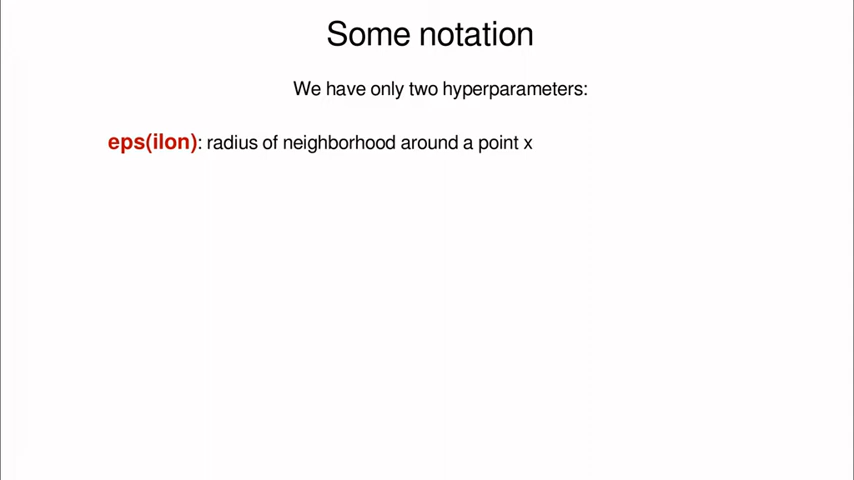 Some notation
We have only two hyperparameters:
eps(ilon): radius of neighborhood around a point x